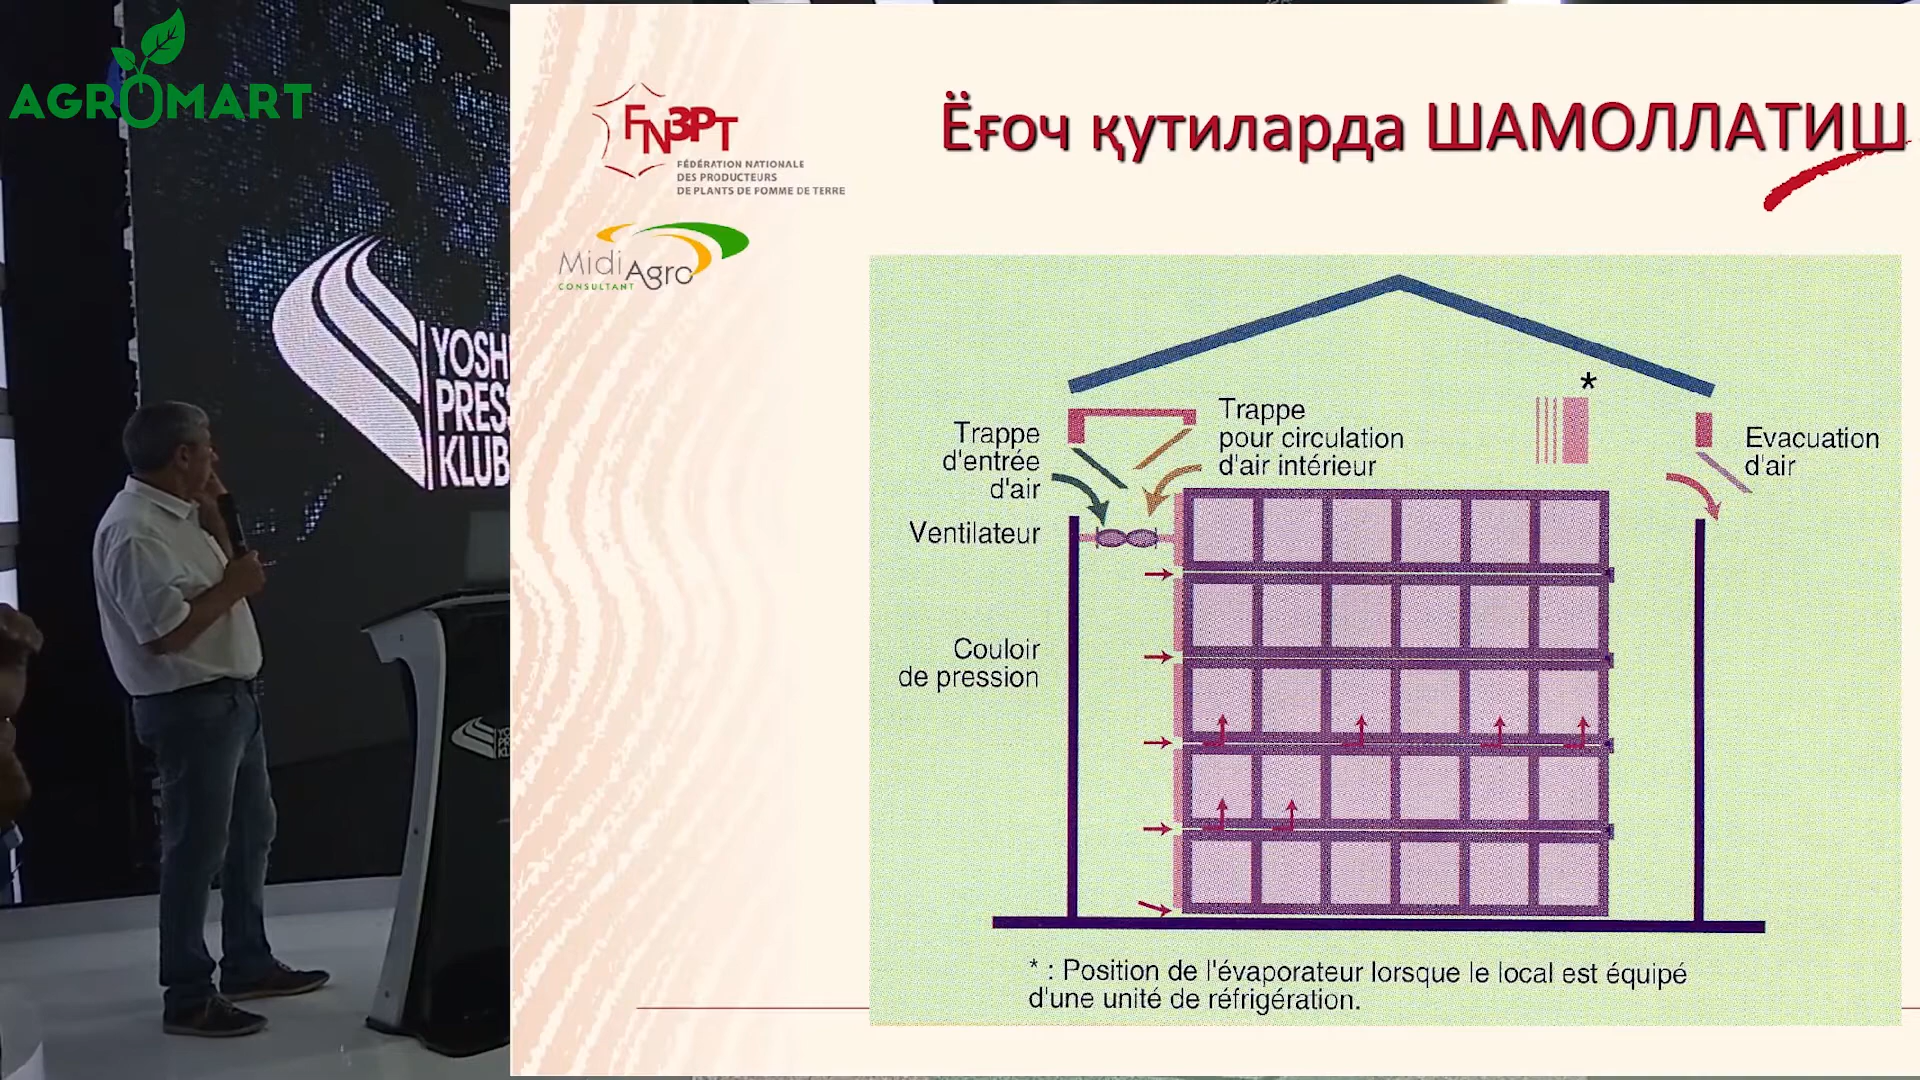 AGROMART
YOSH
PRESS
KLUB
FN3PT
FÉDÉRATION NATIONALE
DES PRODUCTEURS
DE PLANTS DE POMME DE TERRE
Midi Agro
CONSULTANT
Ёғоч қутиларда ШАМОЛЛАТИШ
*
Trappe
d'entrée
d'air
Trappe
pour circulation
d'air intérieur
Evacuation
d'air
Ventilateur
Couloir
de pression
* : Position de l'évaporateur lorsque le local est équipé
d'une unité de réfrigération.